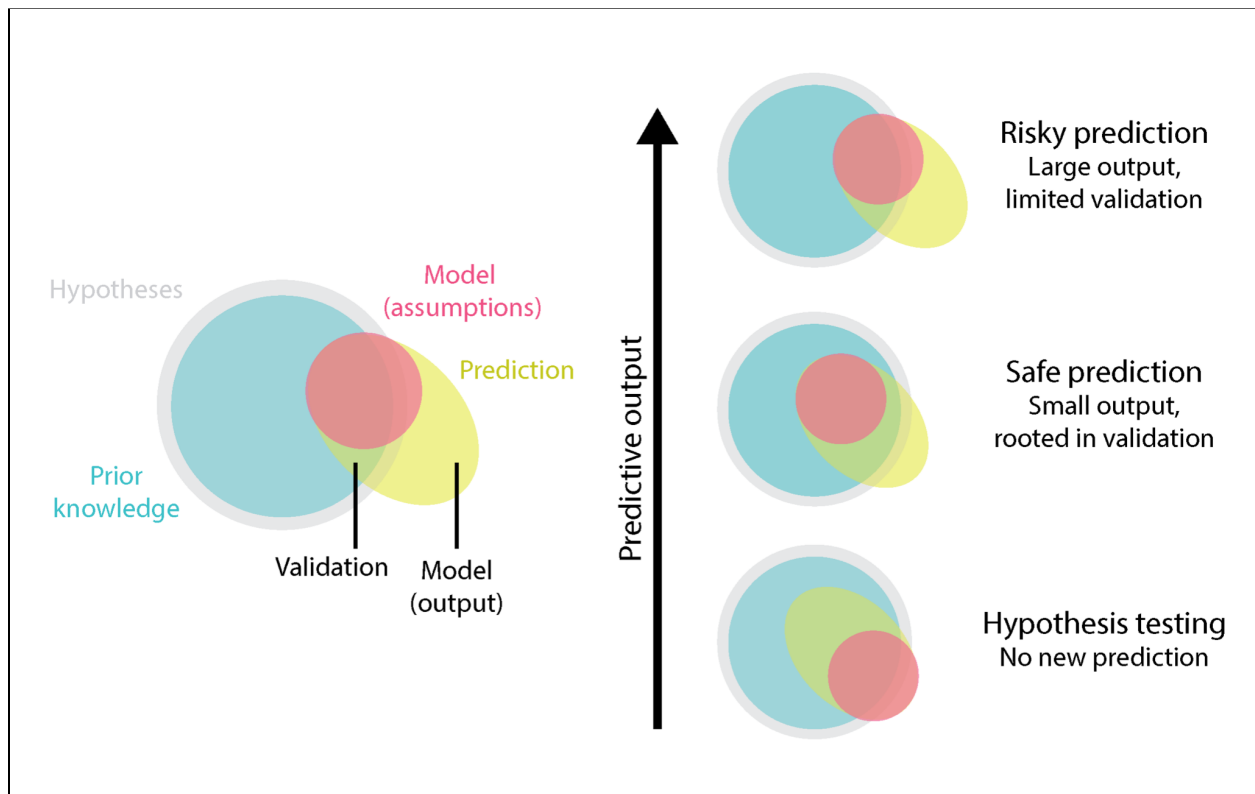 Hypotheses
Model
(assumptions)
Prediction
Prior
knowledge
Validation
Model
(output)
Predictive output
Risky prediction
Large output,
limited validation
Safe prediction
Small output,
rooted in validation
Hypothesis testing
No new prediction